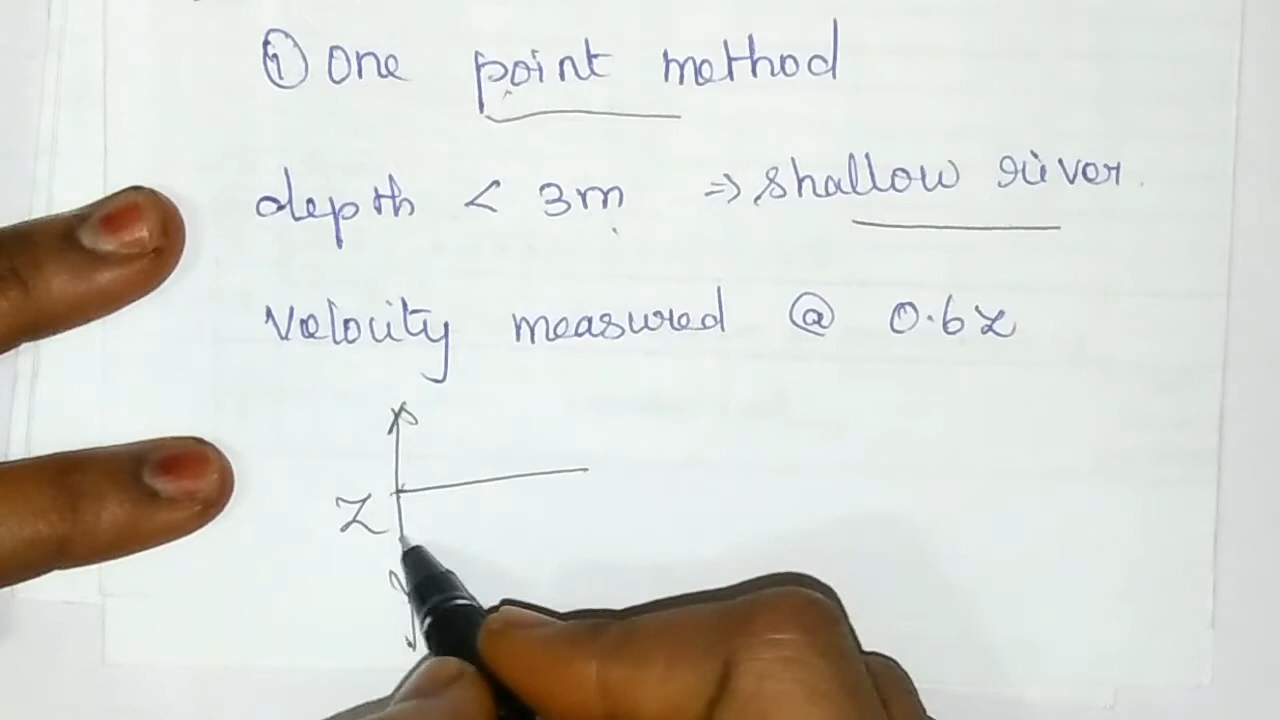 ① One point method
depth < 3m ⇒ shallow river
Velocity measured @ 0.6z
Z